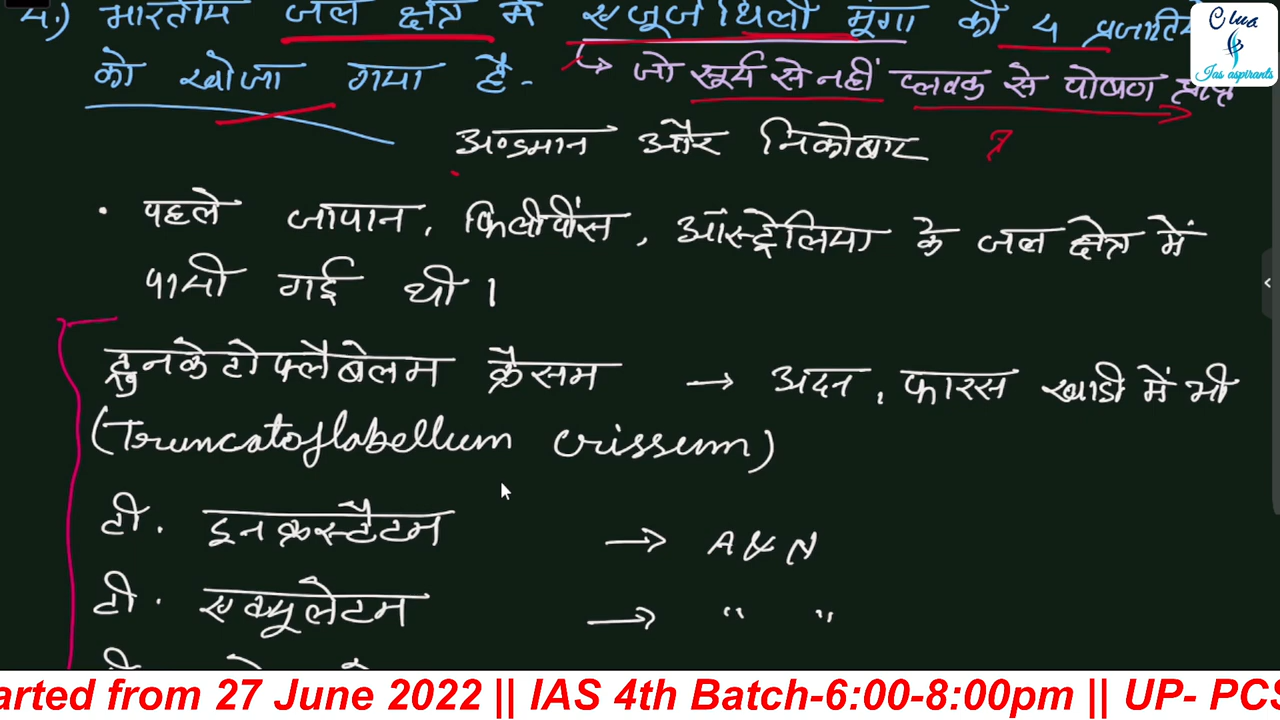 4.) भारतीय जल क्षेत्र में एजूजैंथिलो मूंगा की 4 प्रजातियों
को खोजा गया है -
↳ जो सूर्य से नहीं प्लवक से पोषण
अण्डमान और निकोबार
• पहले जापान, फिलीपींस, ऑस्ट्रेलिया के जल क्षेत्र में
पायी गई थी ।
ट्रुनकेटोफ्लैबेलम क्रैसम → अदन, फारस खाड़ी में भी
(Truncatoflabellum crissum)
टी. इनक्रस्टैटम → A & N
टी. एक्यूलेटम → " "
Clue
Ias aspirants
arted from 27 June 2022 || IAS 4th Batch-6:00-8:00pm || UP- PCS